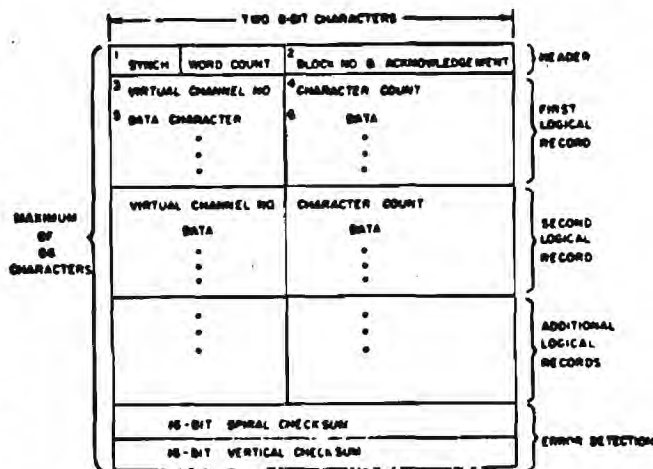 TWO 8-BIT CHARACTERS
1 SYNCH WORD COUNT 2 BLOCK NO & ACKNOWLEDGEMENT
HEADER
3 VIRTUAL CHANNEL NO 4 CHARACTER COUNT
5 DATA CHARACTER 6 DATA
FIRST
LOGICAL
RECORD
VIRTUAL CHANNEL NO CHARACTER COUNT
DATA DATA
SECOND
LOGICAL
RECORD
MAXIMUM
OF
CHARACTERS
ADDITIONAL
LOGICAL
RECORDS
16-BIT SPIRAL CHECKSUM
16-BIT VERTICAL CHECKSUM
ERROR DETECTION